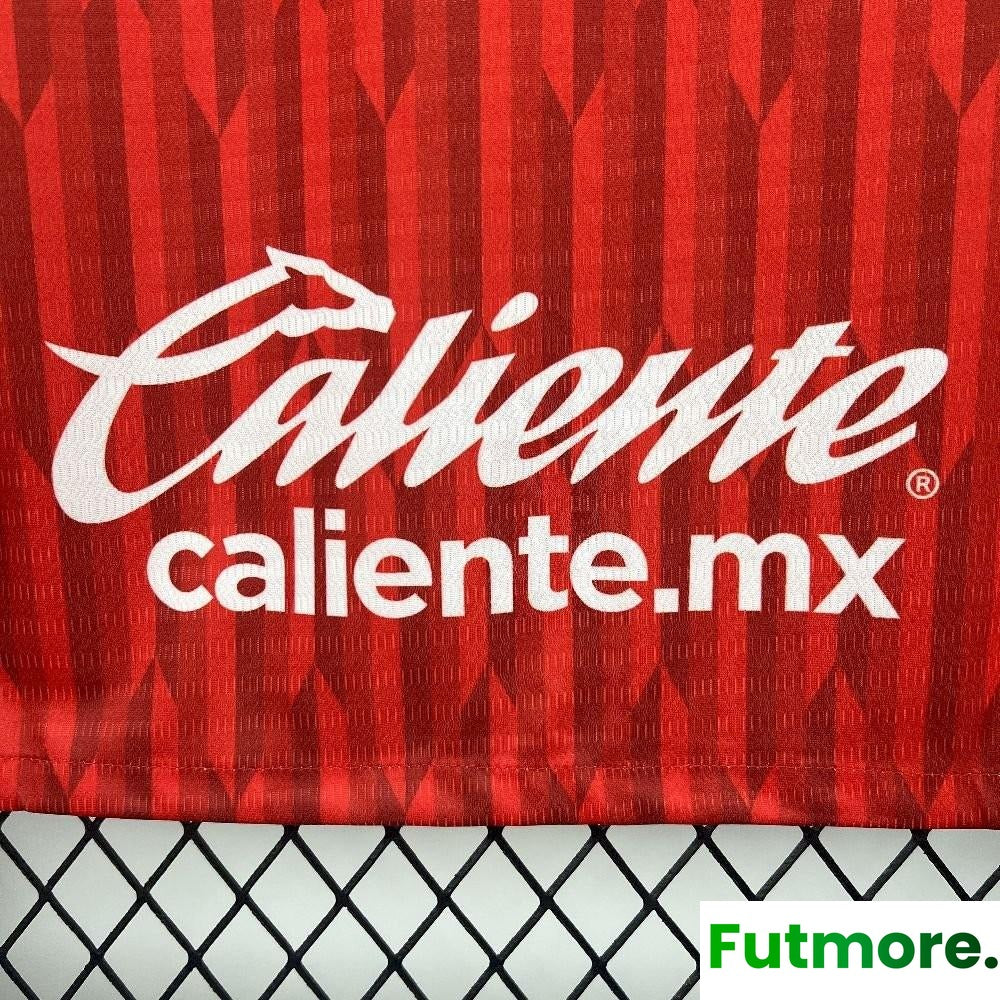 Caliente
®
caliente.mx
Futmore.